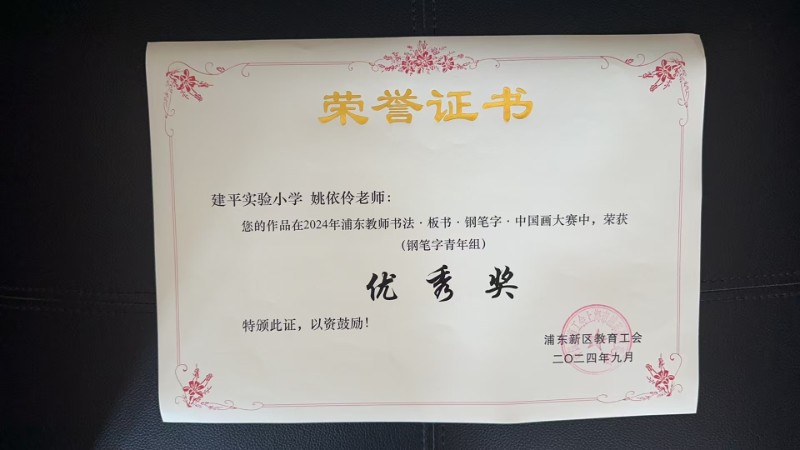 荣誉证书
建平实验小学 姚依伶老师：
您的作品在2024年浦东教师书法·板书·钢笔字·中国画大赛中，荣获
（钢笔字青年组）
优秀奖
特颁此证，以资鼓励！
浦东新区教育工会
二〇二四年九月